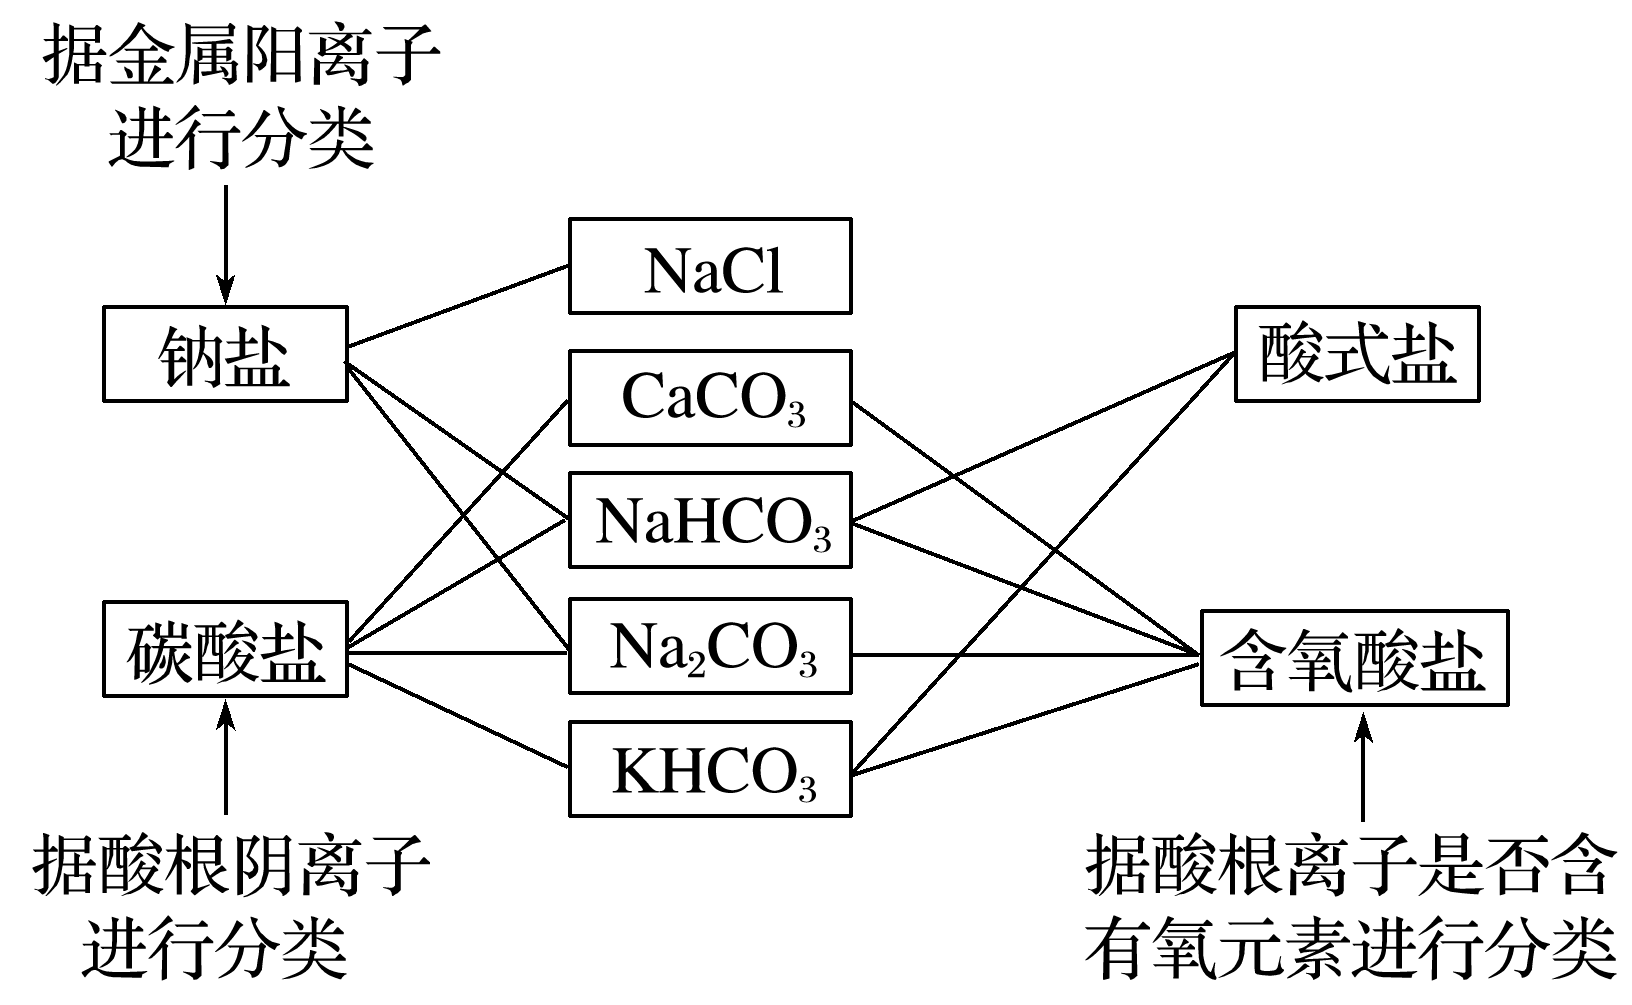 据金属阳离子
进行分类
NaCl
钠盐
酸式盐
CaCO₃
NaHCO₃
碳酸盐
Na₂CO₃
含氧酸盐
KHCO₃
据酸根阴离子
进行分类
据酸根离子是否含
有氧元素进行分类